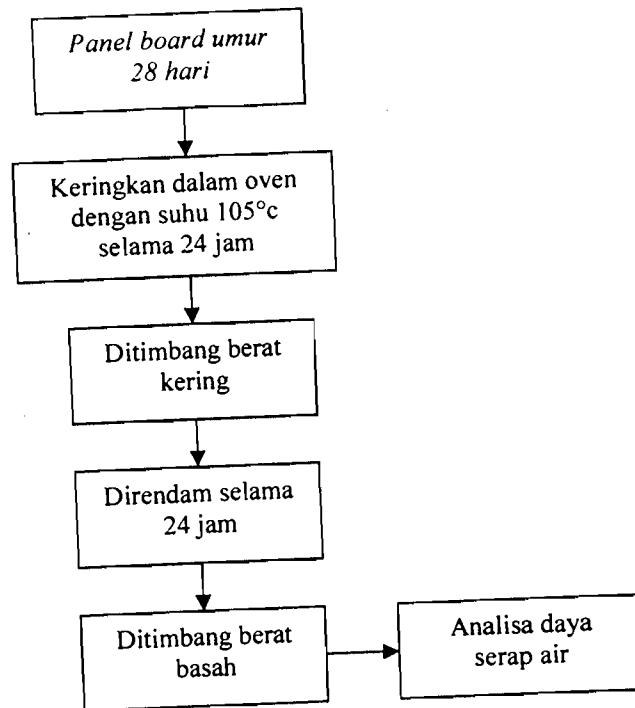 Panel board umur
28 hari
Keringkan dalam oven
dengan suhu 105°c
selama 24 jam
Ditimbang berat
kering
Direndam selama
24 jam
Ditimbang berat
basah
Analisa daya
serap air